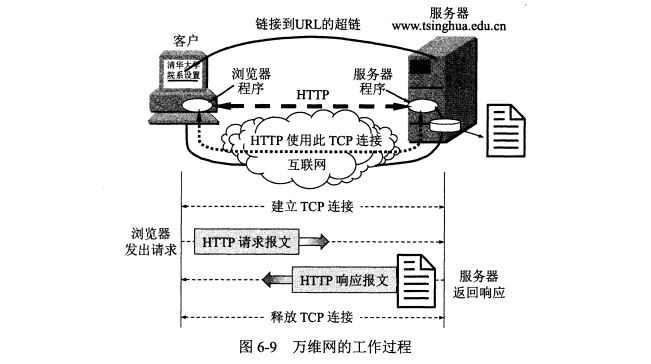 链接到URL的超链
服务器
www.tsinghua.edu.cn
客户
清华大学
院系设置
浏览器
程序
服务器
程序
HTTP
HTTP 使用此 TCP 连接
互联网
建立 TCP 连接
浏览器
发出请求
HTTP 请求报文
HTTP 响应报文
服务器
返回响应
释放 TCP 连接
图 6-9 万维网的工作过程